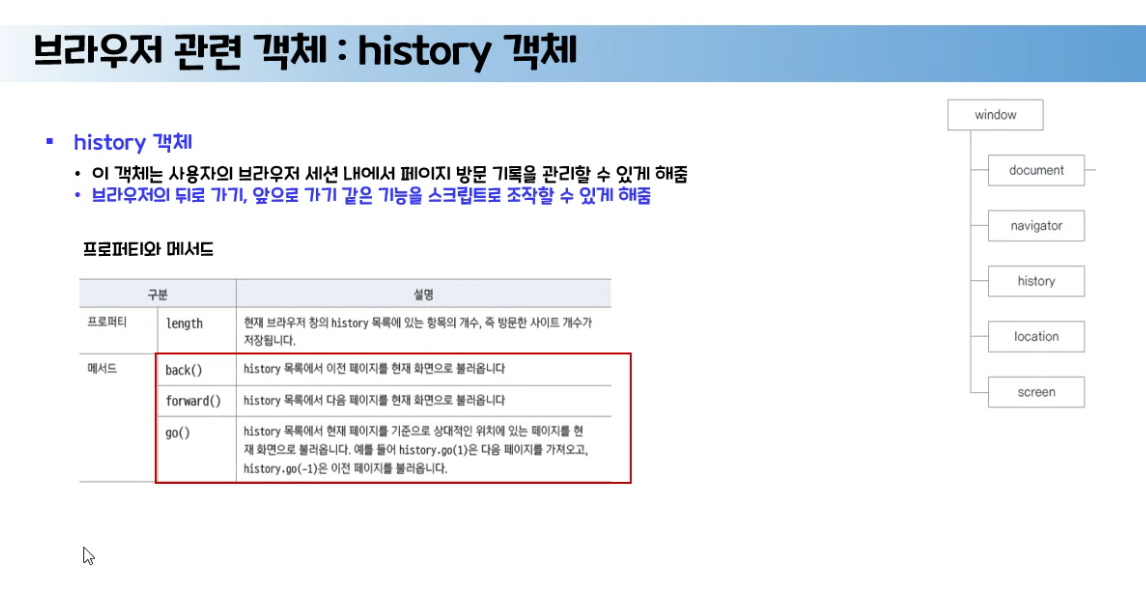 브라우저 관련 객체 : history 객체
history 객체
이 객체는 사용자의 브라우저 세션 내에서 페이지 방문 기록을 관리할 수 있게 해줌
브라우저의 뒤로 가기, 앞으로 가기 같은 기능을 스크립트로 조작할 수 있게 해줌
프로퍼티와 메서드
구분 설명
프로퍼티 length 현재 브라우저 창의 history 목록에 있는 항목의 개수, 즉 방문한 사이트 개수가
저장됩니다.
메서드 back() history 목록에서 이전 페이지를 현재 화면으로 불러옵니다
forward() history 목록에서 다음 페이지를 현재 화면으로 불러옵니다
go() history 목록에서 현재 페이지를 기준으로 상대적인 위치에 있는 페이지를 현
재 화면으로 불러옵니다. 예를 들어 history.go(1)은 다음 페이지를 가져오고,
history.go(-1)은 이전 페이지를 불러옵니다.
window
document
navigator
history
location
screen